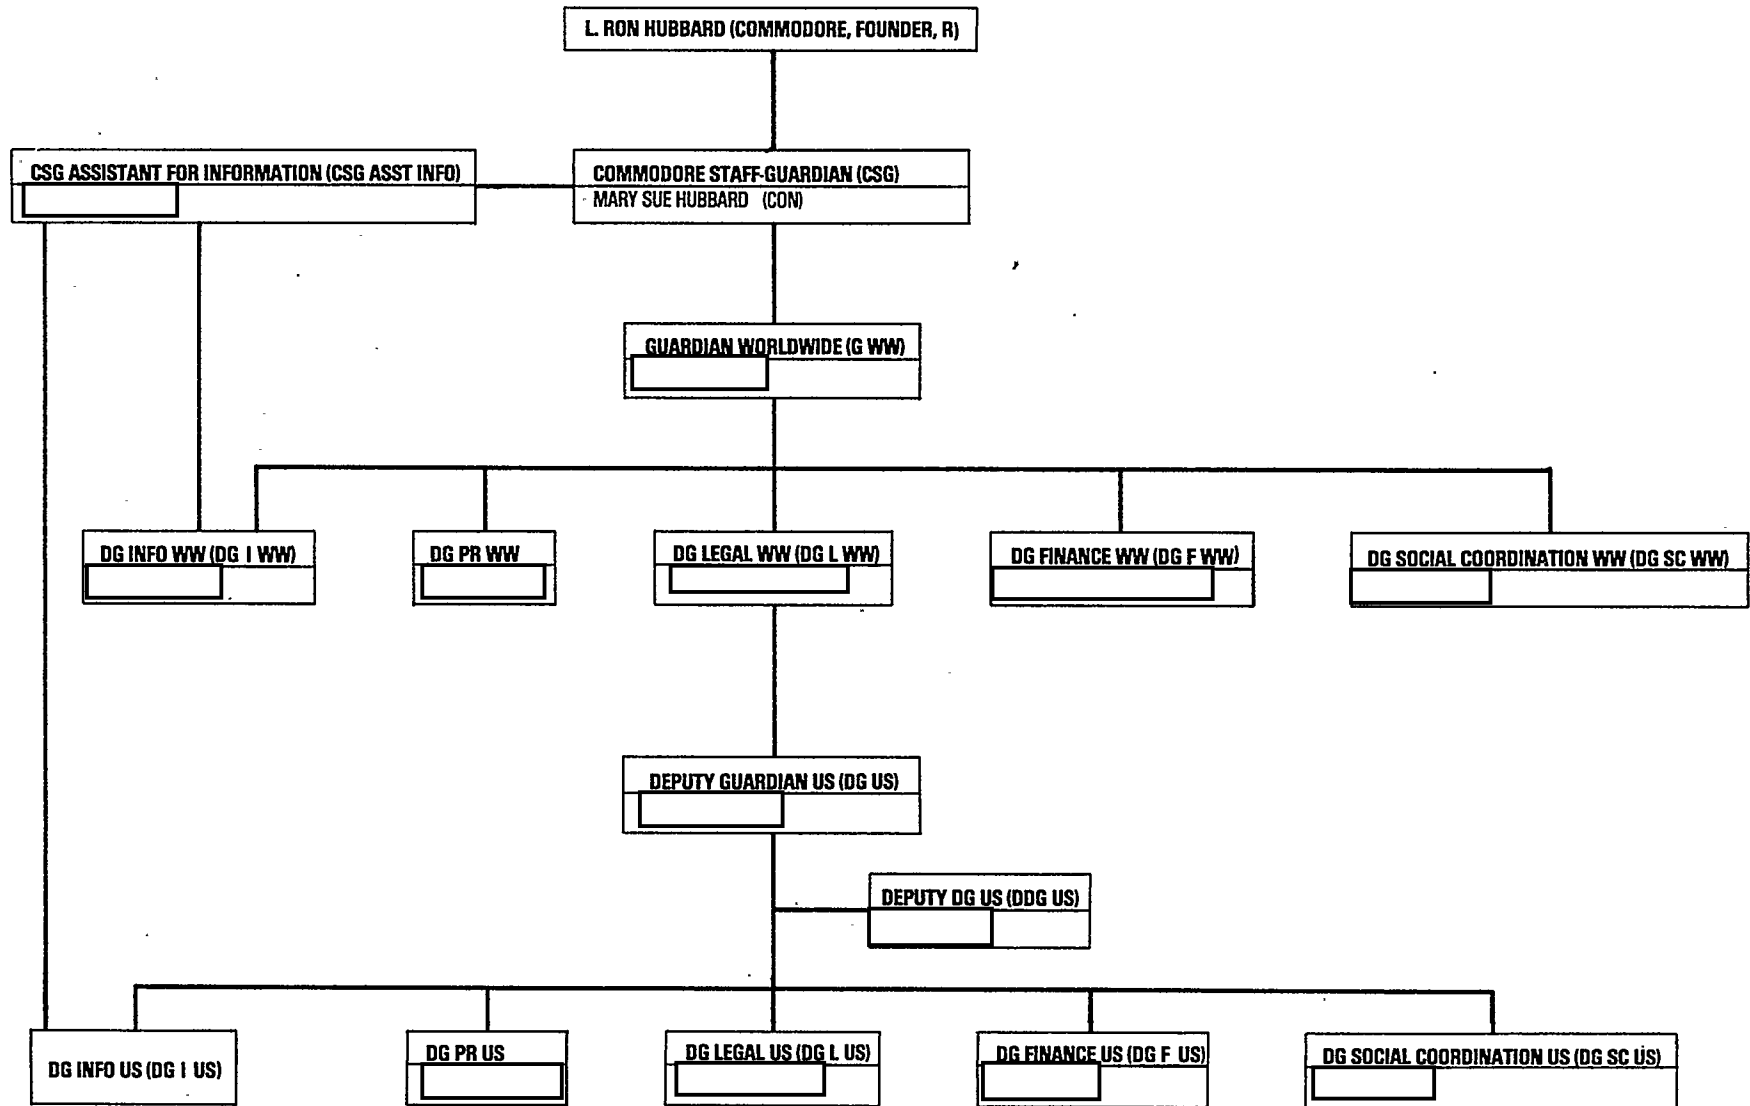 L. RON HUBBARD (COMMODORE, FOUNDER, R)
CSG ASSISTANT FOR INFORMATION (CSG ASST INFO)
COMMODORE STAFF-GUARDIAN (CSG)
MARY SUE HUBBARD (CON)
GUARDIAN WORLDWIDE (G WW)
DG INFO WW (DG I WW)
DG PR WW
DG LEGAL WW (DG L WW)
DG FINANCE WW (DG F WW)
DG SOCIAL COORDINATION WW (DG SC WW)
DEPUTY GUARDIAN US (DG US)
DEPUTY DG US (DDG US)
DG INFO US (DG I US)
DG PR US
DG LEGAL US (DG L US)
DG FINANCE US (DG F US)
DG SOCIAL COORDINATION US (DG SC US)